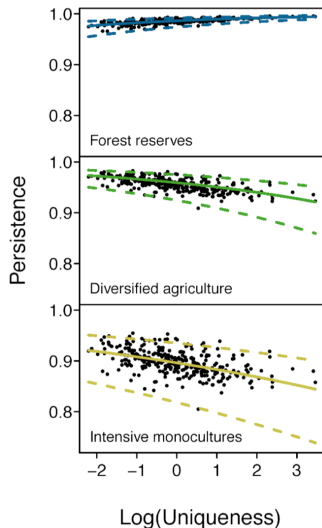 1.0
0.9
0.8
Forest reserves
1.0
0.9
0.8
Diversified agriculture
1.0
0.9
0.8
Intensive monocultures
Persistence
−2 −1 0 1 2 3
Log(Uniqueness)